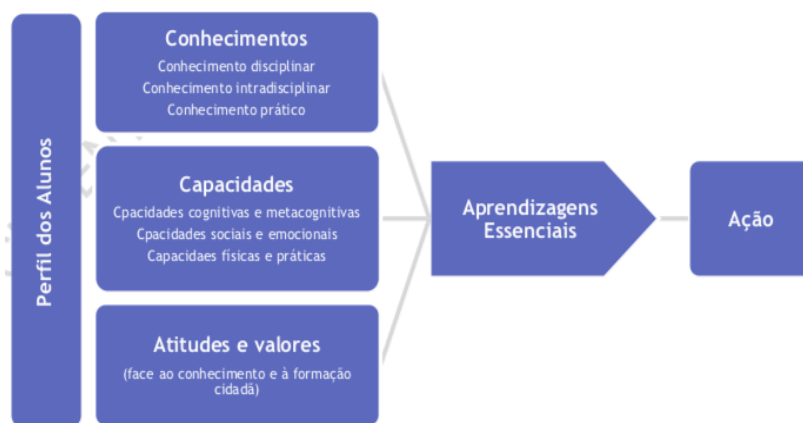 Perfil dos Alunos
Conhecimentos
Conhecimento disciplinar
Conhecimento intradisciplinar
Conhecimento prático
Capacidades
Cpacidades cognitivas e metacognitivas
Cpacidades sociais e emocionais
Capacidaes físicas e práticas
Atitudes e valores
(face ao conhecimento e à formação
cidadã)
Aprendizagens
Essenciais
Ação